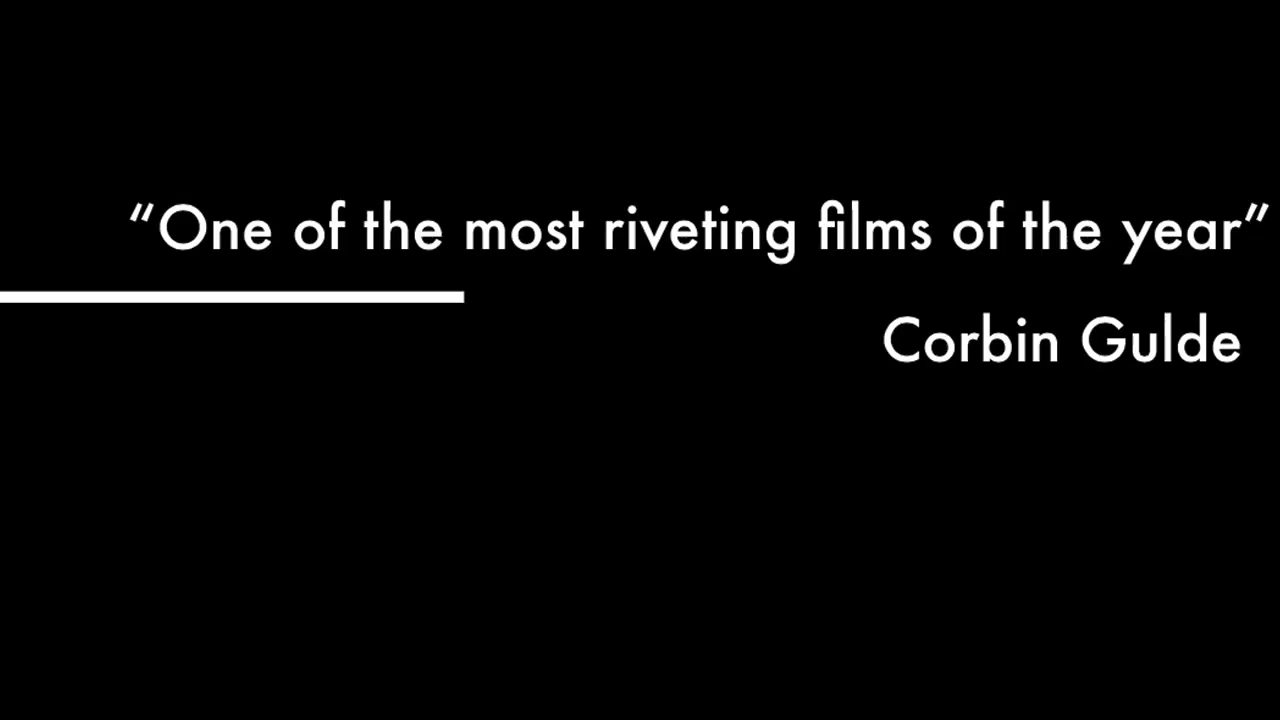 “One of the most riveting films of the year”
Corbin Gulde